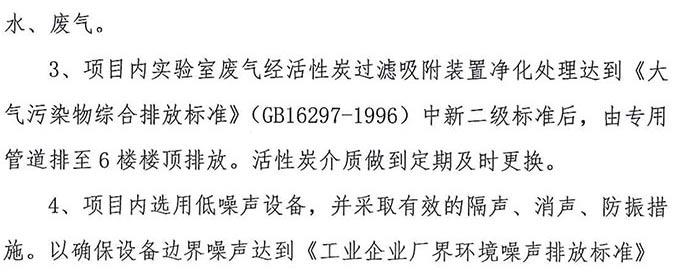 水、废气。
3、项目内实验室废气经活性炭过滤吸附装置净化处理达到《大
气污染物综合排放标准》（GB16297-1996）中新二级标准后，由专用
管道排至 6 楼楼顶排放。活性炭介质做到定期及时更换。
4、项目内选用低噪声设备，并采取有效的隔声、消声、防振措
施。以确保设备边界噪声达到《工业企业厂界环境噪声排放标准》